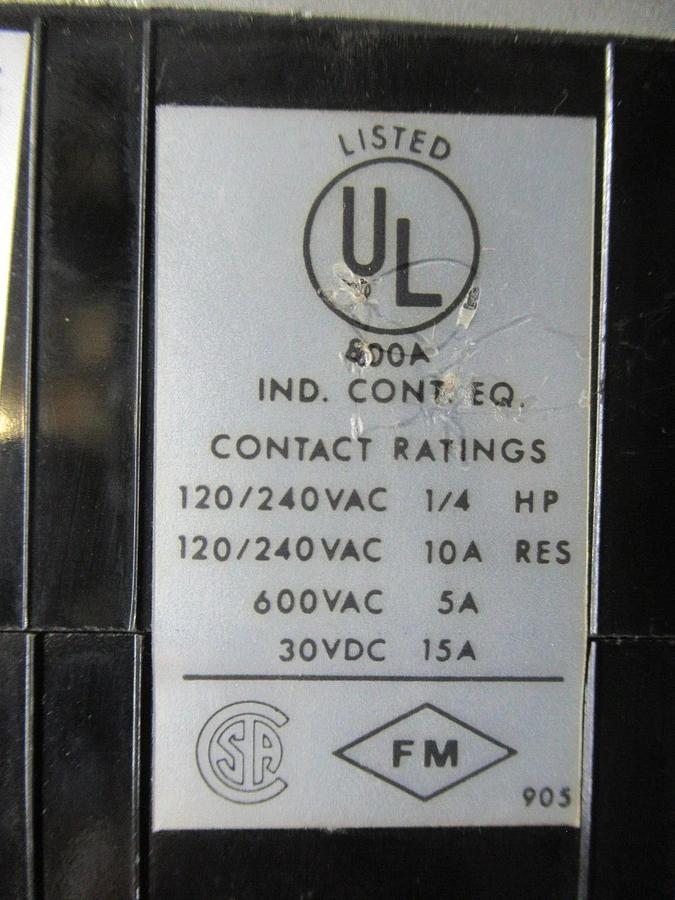 LISTED
UL
IND. CONT. EQ.
CONTACT RATINGS
120/240VAC 1/4 HP
120/240VAC 10A RES
600VAC 5A
30VDC 15A
CSA
FM
905